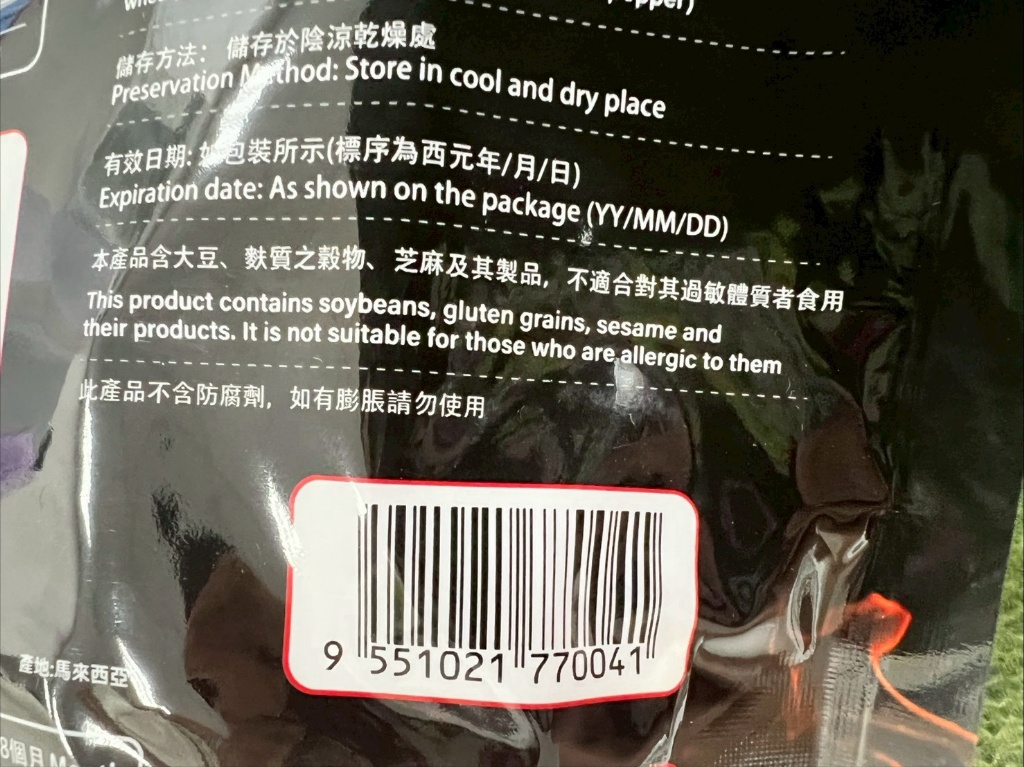 儲存方法： 儲存於陰涼乾燥處
Preservation Method: Store in cool and dry place
有效日期: 如包裝所示(標序為西元年/月/日)
Expiration date: As shown on the package (YY/MM/DD)
本產品含大豆、麩質之穀物、芝麻及其製品，不適合對其過敏體質者食用
This product contains soybeans, gluten grains, sesame and
their products. It is not suitable for those who are allergic to them
此產品不含防腐劑，如有膨脹請勿使用
9 551021 770041
產地:馬來西亞
8個月